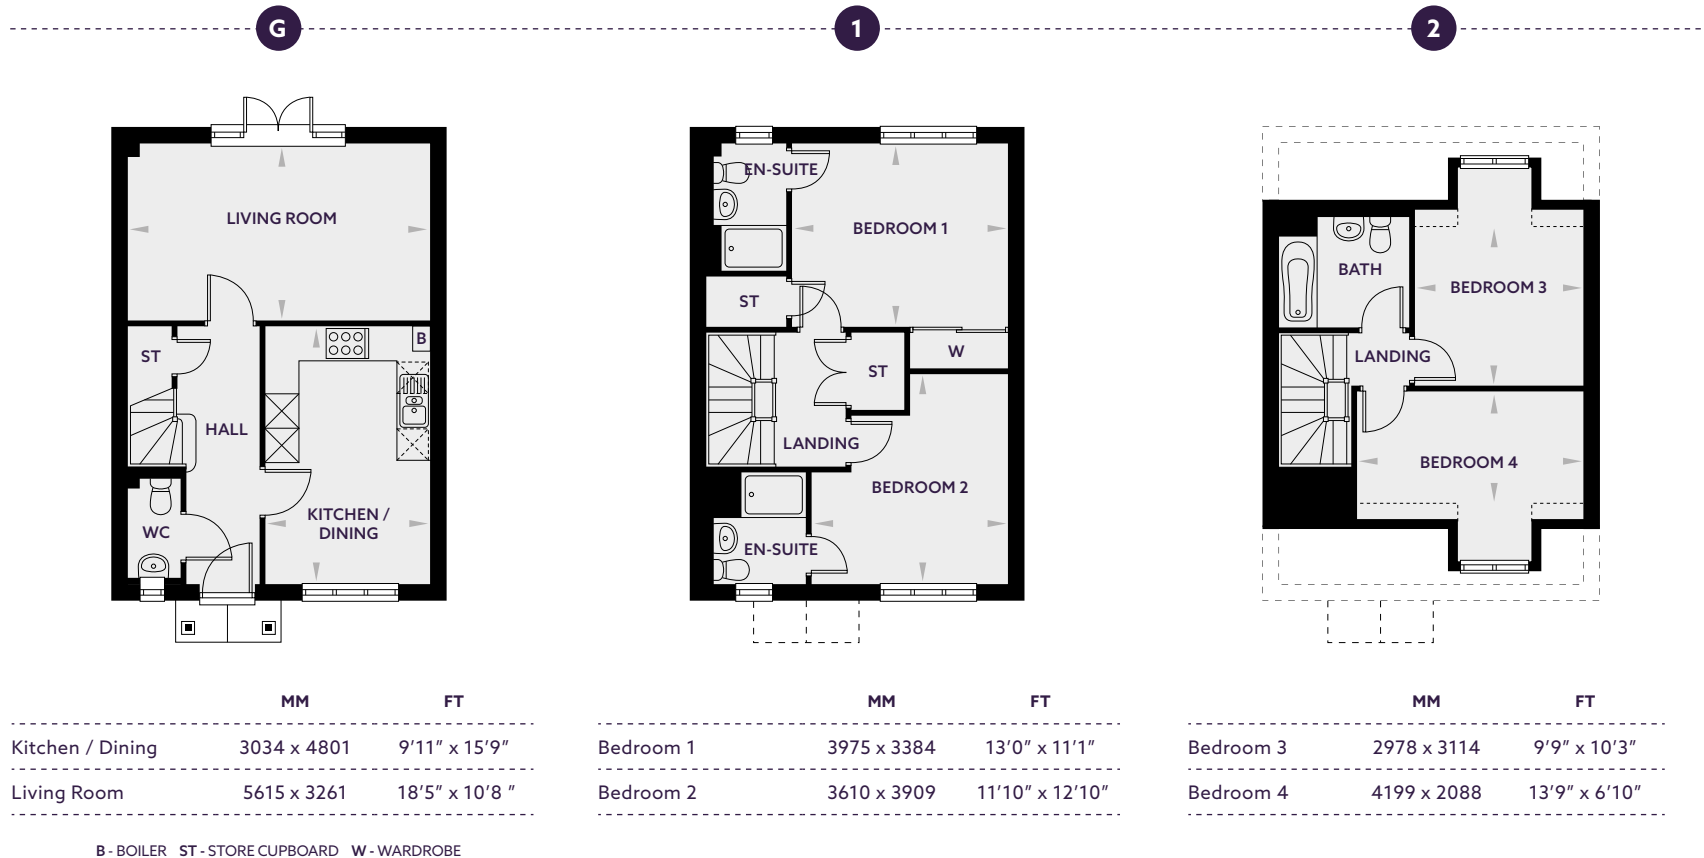 G
1
2
LIVING ROOM
ST
B
HALL
WC
KITCHEN /
DINING
EN-SUITE
BEDROOM 1
ST
W
ST
LANDING
BEDROOM 2
EN-SUITE
BATH
BEDROOM 3
LANDING
BEDROOM 4
MM FT
Kitchen / Dining 3034 x 4801 9'11" x 15'9"
Living Room 5615 x 3261 18'5" x 10'8 "
MM FT
Bedroom 1 3975 x 3384 13'0" x 11'1"
Bedroom 2 3610 x 3909 11'10" x 12'10"
MM FT
Bedroom 3 2978 x 3114 9'9" x 10'3"
Bedroom 4 4199 x 2088 13'9" x 6'10"
B - BOILER ST - STORE CUPBOARD W - WARDROBE